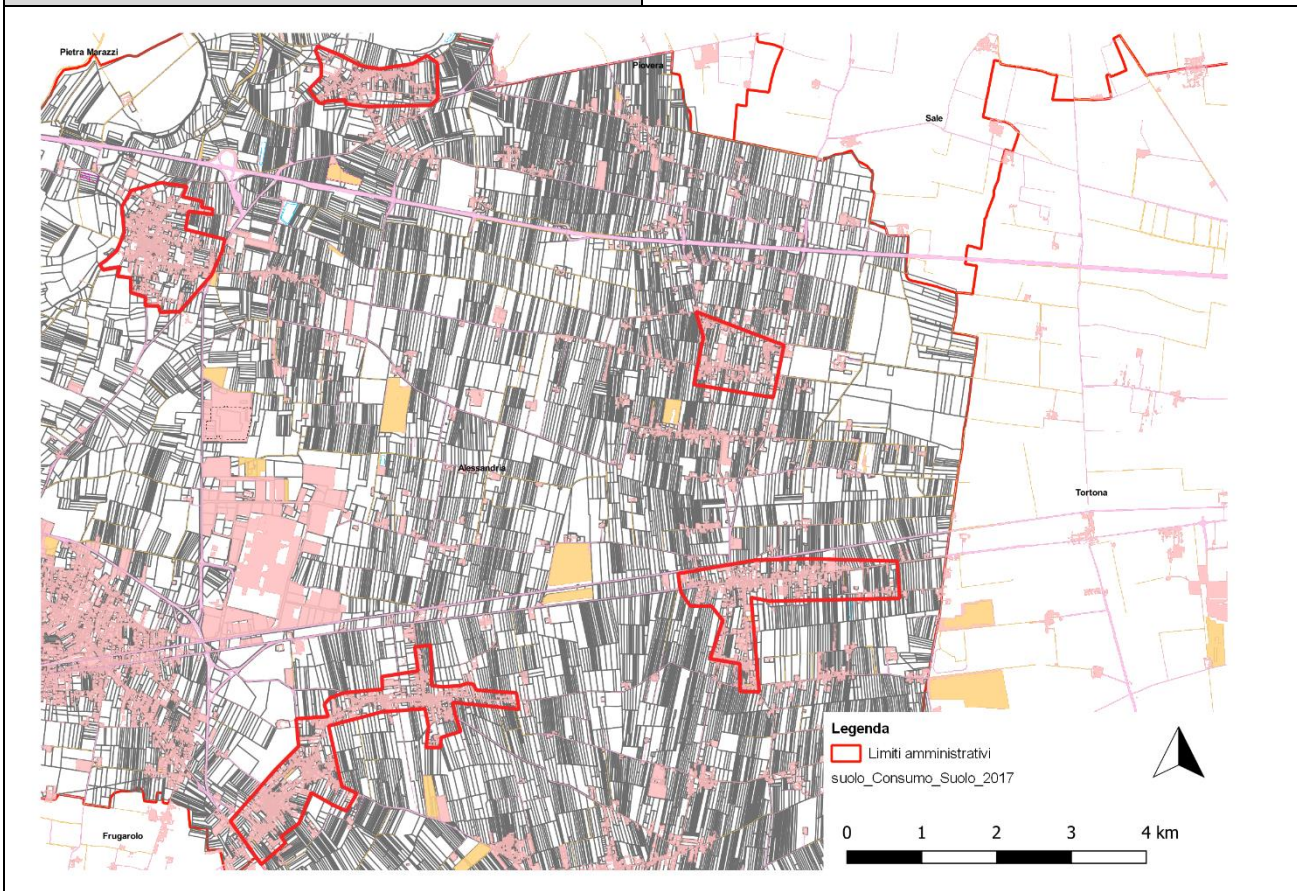 Pietra Marazzi
Piovera
Sale
Alessandria
Tortona
Legenda
Limiti amministrativi
suolo_Consumo_Suolo_2017
0 1 2 3 4 km
Frugarolo